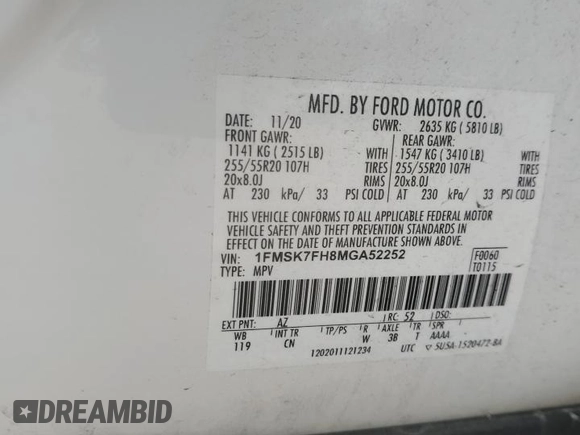 MFD. BY FORD MOTOR CO.
DATE: 11/20 GVWR: 2635 KG ( 5810 LB)
FRONT GAWR: REAR GAWR:
1141 KG ( 2515 LB) WITH 1547 KG ( 3410 LB) WITH
255/55R20 107H TIRES 255/55R20 107H TIRES
20x8.0J RIMS 20x8.0J RIMS
AT 230 kPa/ 33 PSI COLD AT 230 kPa/ 33 PSI COLD
THIS VEHICLE CONFORMS TO ALL APPLICABLE FEDERAL MOTOR
VEHICLE SAFETY AND THEFT PREVENTION STANDARDS IN
EFFECT ON THE DATE OF MANUFACTURE SHOWN ABOVE.
VIN: 1FMSK7FH8MGA52252 F0060
TYPE: MPV T0115
EXT PNT: AZ RC: 52 DSO:
WB INT TR TP/PS R AXLE TR SPR
119 CN W 3B T AAAA
1202011121234 UTC 5USA-1520472-BA
DREAMBID